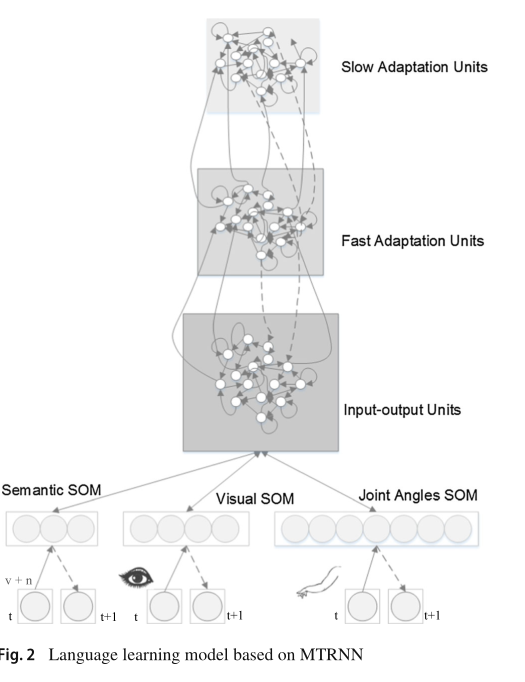 Slow Adaptation Units
Fast Adaptation Units
Input-output Units
Semantic SOM
Visual SOM
Joint Angles SOM
v + n
t
t+1
t
t+1
t
t+1
Fig. 2 Language learning model based on MTRNN